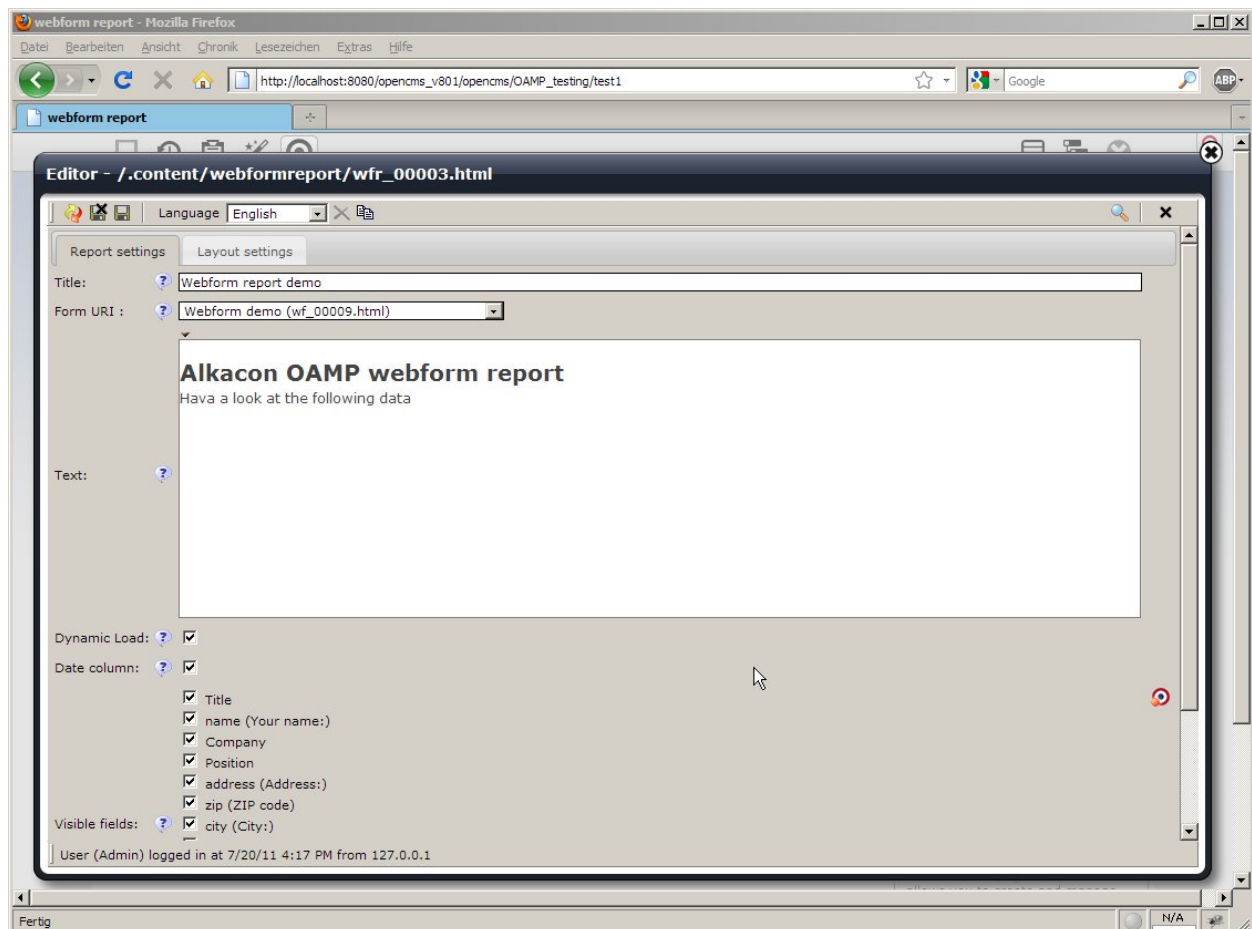 webform report - Mozilla Firefox
Datei Bearbeiten Ansicht Chronik Lesezeichen Extras Hilfe
http://localhost:8080/opencms_v801/opencms/OAMP_testing/test1
Google
ABP
webform report
Editor - /.content/webformreport/wfr_00003.html
Language English
Report settings Layout settings
Title: Webform report demo
Form URI : Webform demo (wf_00009.html)
Alkacon OAMP webform report
Hava a look at the following data
Text:
Dynamic Load:
Date column:
Title
name (Your name:)
Company
Position
address (Address:)
zip (ZIP code)
Visible fields: city (City:)
User (Admin) logged in at 7/20/11 4:17 PM from 127.0.0.1
Fertig
N/A